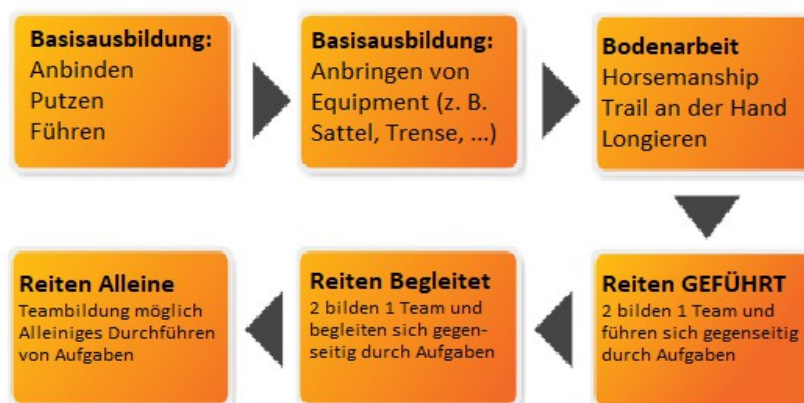 Basisausbildung:
Anbinden
Putzen
Führen
Basisausbildung:
Anbringen von
Equipment (z. B.
Sattel, Trense, ...)
Bodenarbeit
Horsemanship
Trail an der Hand
Longieren
Reiten GEFÜHRT
2 bilden 1 Team und
führen sich gegenseitig
durch Aufgaben
Reiten Begleitet
2 bilden 1 Team und
begleiten sich gegen-
seitig durch Aufgaben
Reiten Alleine
Teambildung möglich
Alleiniges Durchführen
von Aufgaben